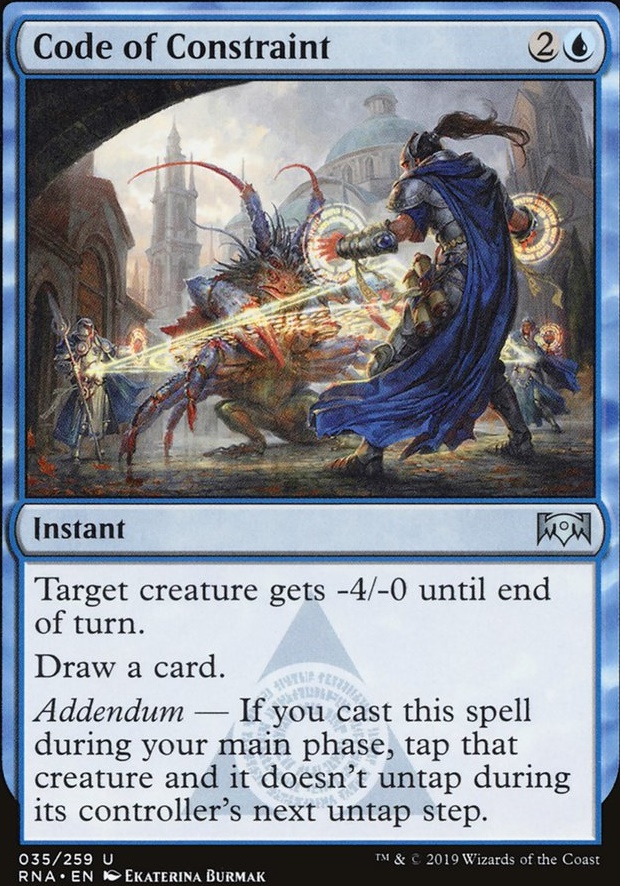 Code of Constraint 2
Instant
Target creature gets -4/-0 until end
of turn.
Draw a card.
Addendum — If you cast this spell
during your main phase, tap that
creature and it doesn't untap during
its controller's next untap step.
035/259 U
RNA • EN Ekaterina Burmak
™ & © 2019 Wizards of the Coast